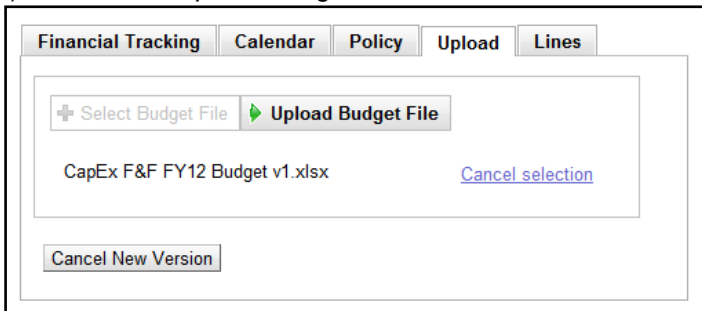 Financial Tracking Calendar Policy Upload Lines
Select Budget File Upload Budget File
CapEx F&F FY12 Budget v1.xlsx Cancel selection
Cancel New Version